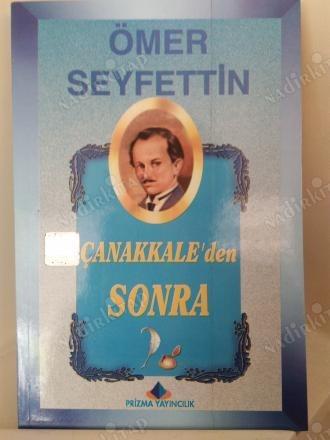 ÖMER
SEYFETTİN
ÇANAKKALE'den
SONRA
PRİZMA YAYINCILIK